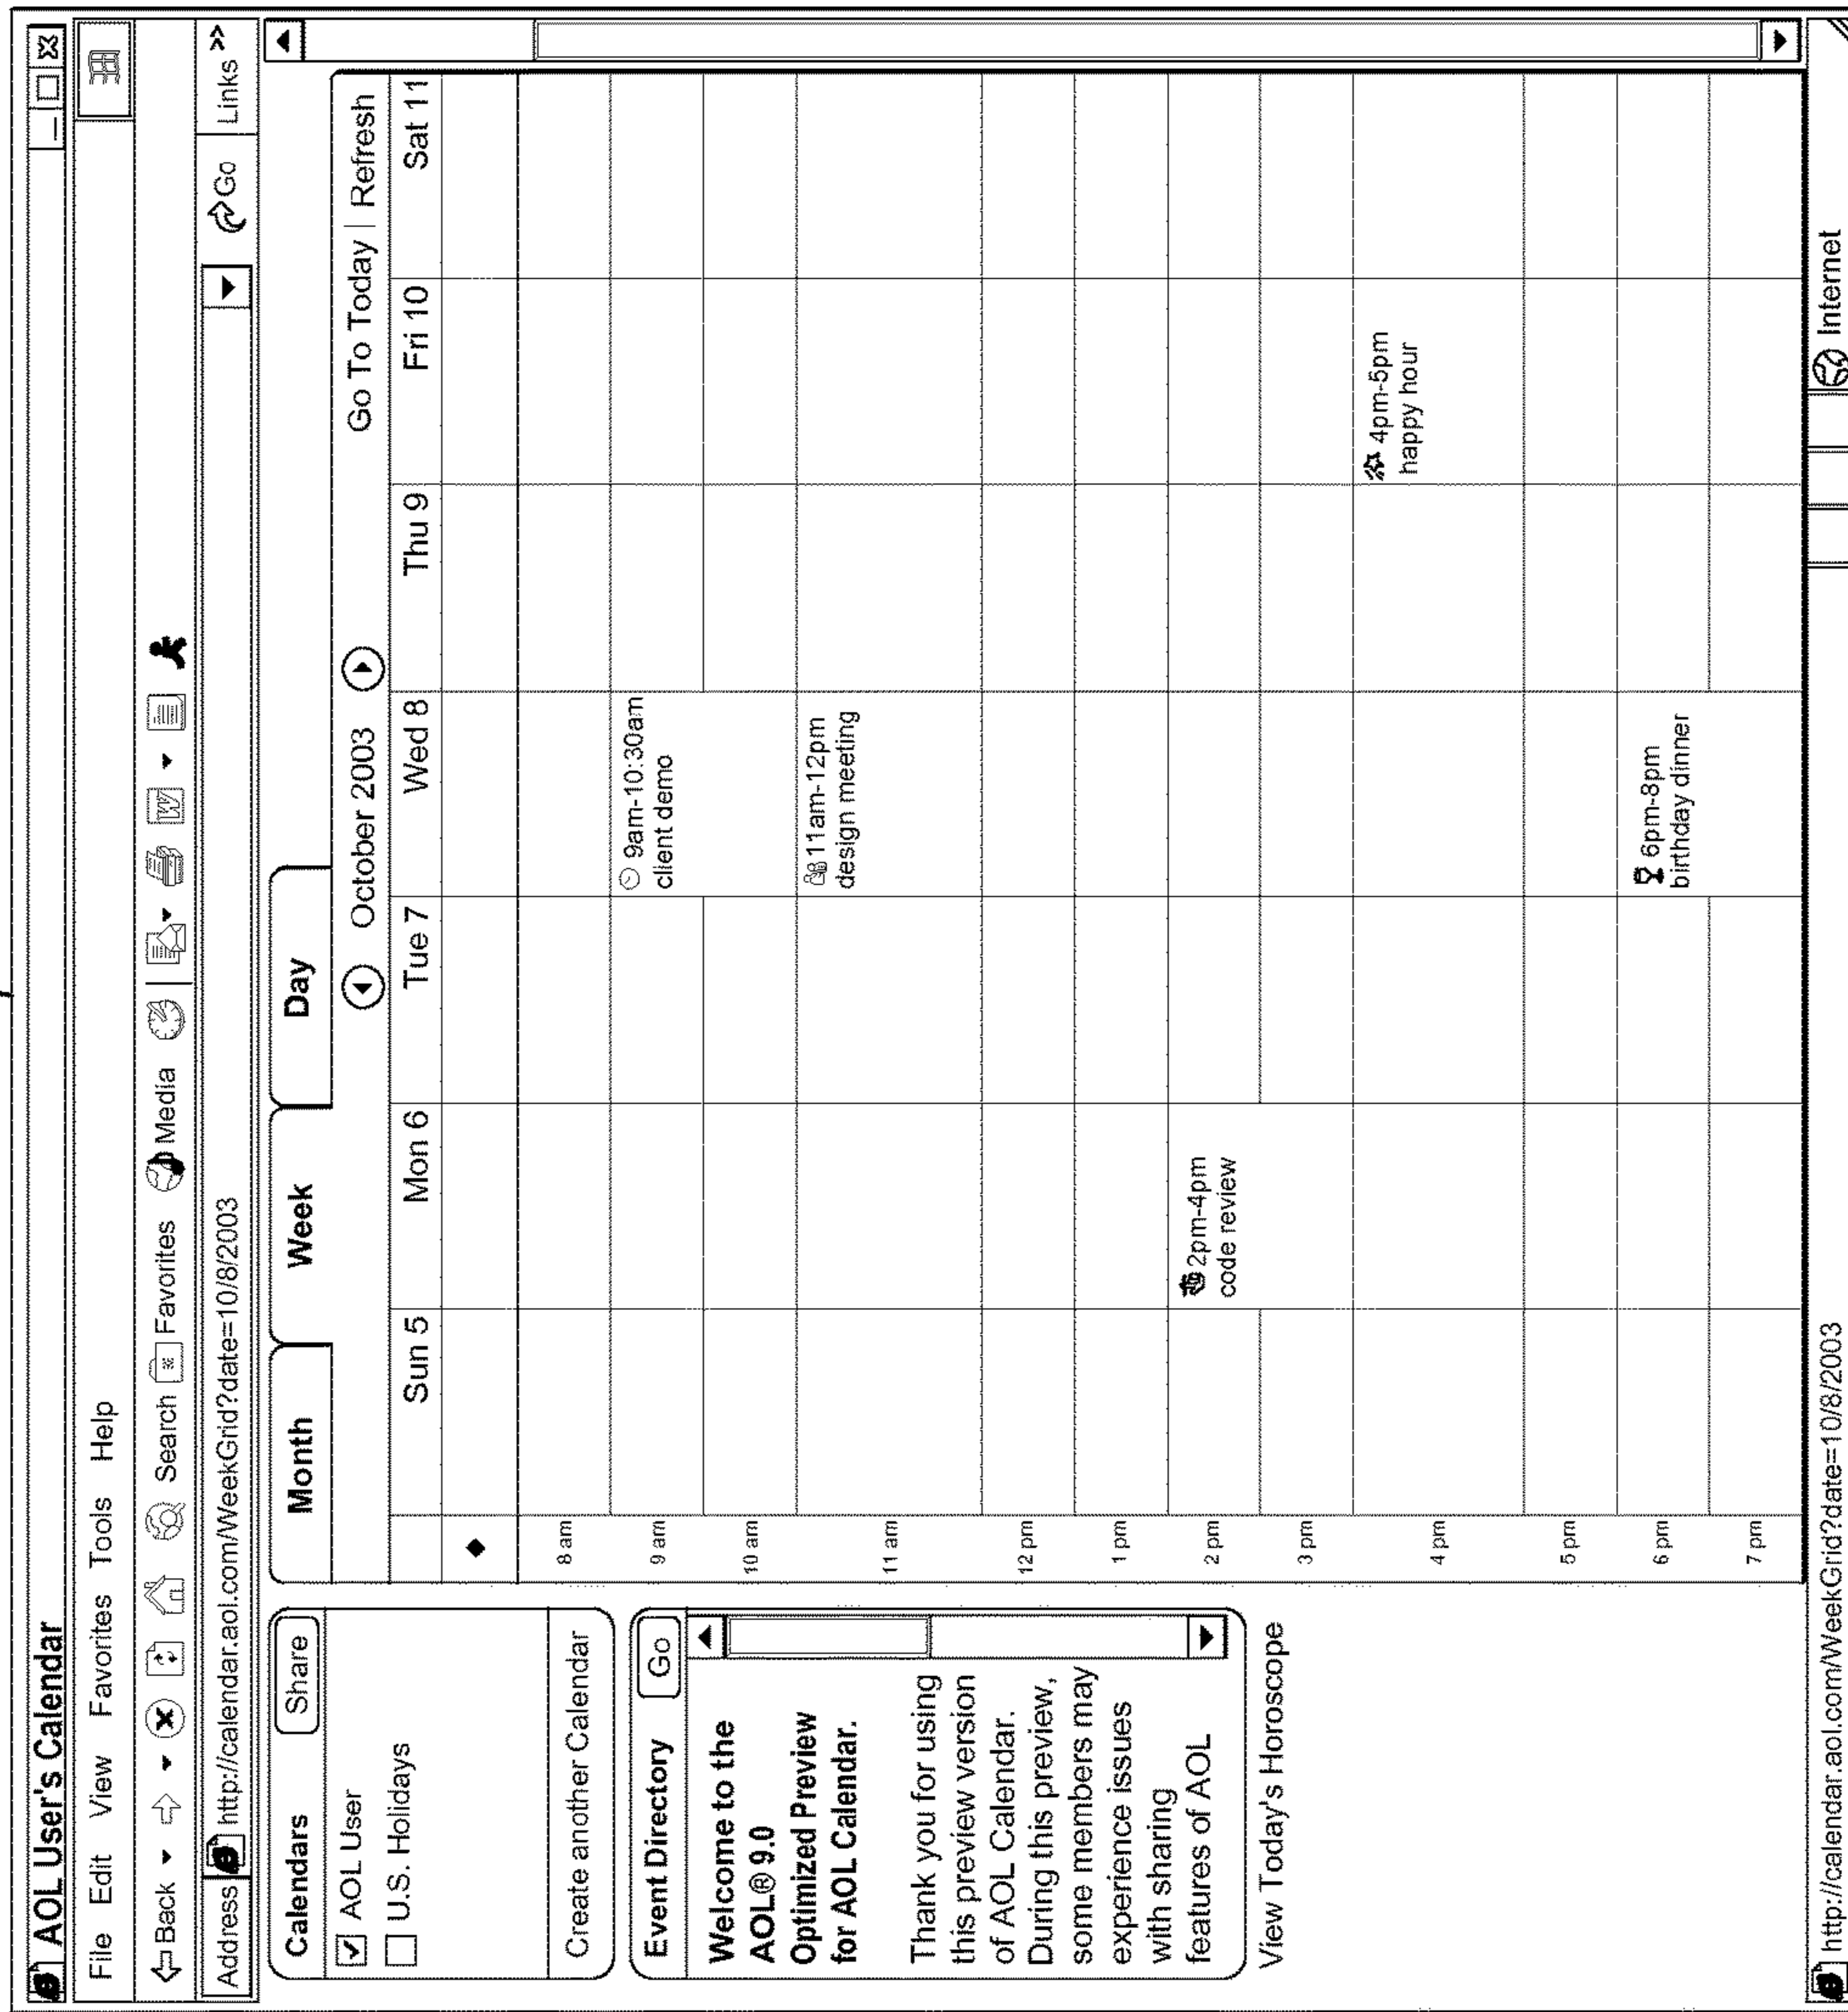 AOL User's Calendar
File Edit View Favorites Tools Help
Back Search Favorites Media
Address http://calendar.aol.com/WeekGrid?date=10/8/2003 Go Links >>
Calendars Share
AOL User
U.S. Holidays
Create another Calendar
Event Directory Go
Welcome to the
AOL® 9.0
Optimized Preview
for AOL Calendar.
Thank you for using
this preview version
of AOL Calendar.
During this preview,
some members may
experience issues
with sharing
features of AOL
View Today's Horoscope
Month Week Day
October 2003 Go To Today | Refresh
Sun 5 Mon 6 Tue 7 Wed 8 Thu 9 Fri 10 Sat 11
8 am
9 am
9am-10:30am
client demo
10 am
11 am
11am-12pm
design meeting
12 pm
1 pm
2 pm
2pm-4pm
code review
3 pm
4 pm
4pm-5pm
happy hour
5 pm
6 pm
6pm-8pm
birthday dinner
7 pm
http://calendar.aol.com/WeekGrid?date=10/8/2003 Internet